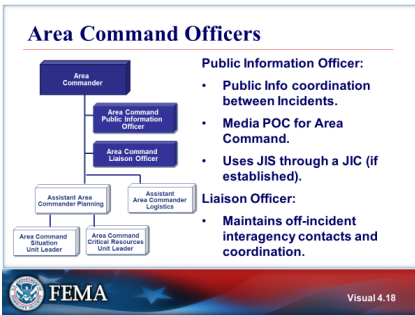 Area Command Officers
Area
Commander
Area Command
Public Information
Officer
Area Command
Liaison Officer
Assistant Area
Commander Planning
Assistant
Area Commander
Logistics
Area Command
Situation
Unit Leader
Area Command
Critical Resources
Unit Leader
Public Information Officer:
• Public Info coordination
between Incidents.
• Media POC for Area
Command.
• Uses JIS through a JIC (if
established).
Liaison Officer:
• Maintains off-incident
interagency contacts and
coordination.
FEMA
Visual 4.18